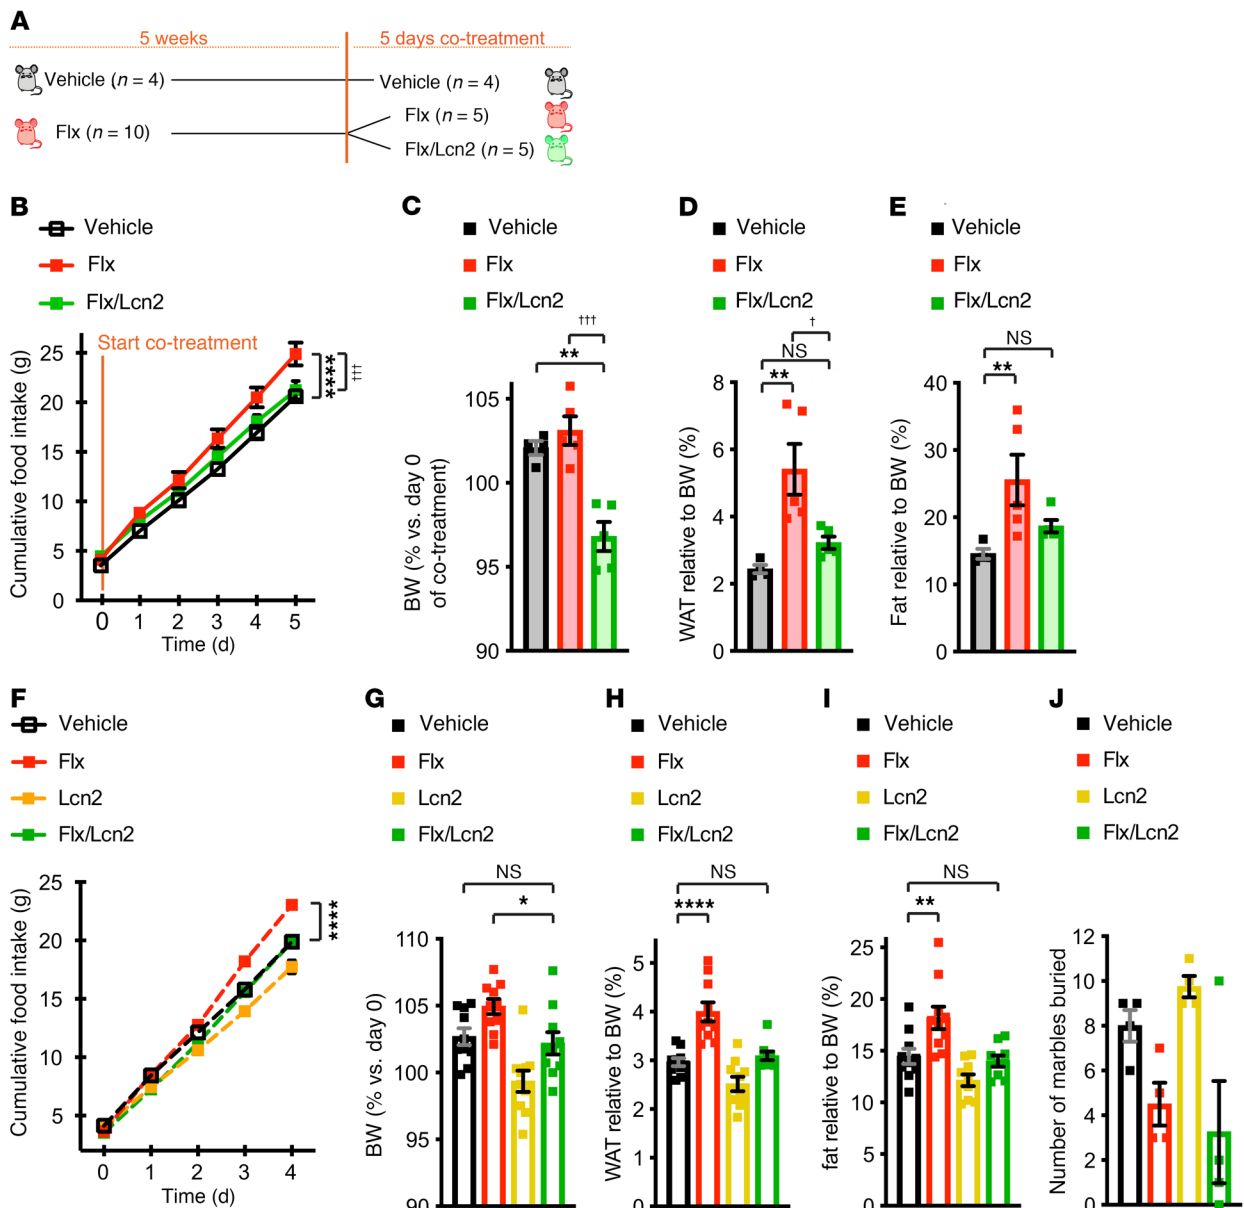 A
5 weeks
5 days co-treatment
Vehicle (n = 4)
Vehicle (n = 4)
Flx (n = 10)
Flx (n = 5)
Flx/Lcn2 (n = 5)
B
Vehicle
Flx
Flx/Lcn2
Start co-treatment
Cumulative food intake (g)
25
20
15
10
5
0
0 1 2 3 4 5
Time (d)
****
†††
C
Vehicle
Flx
Flx/Lcn2
†††
**
BW (% vs. day 0
of co-treatment)
105
100
95
90
D
Vehicle
Flx
Flx/Lcn2
†
NS
**
WAT relative to BW (%)
8
6
4
2
0
E
Vehicle
Flx
Flx/Lcn2
NS
**
Fat relative to BW (%)
40
30
20
10
0
F
Vehicle
Flx
Lcn2
Flx/Lcn2
Cumulative food intake (g)
25
20
15
10
5
0 1 2 3 4
Time (d)
****
G
Vehicle
Flx
Lcn2
Flx/Lcn2
NS
*
BW (% vs. day 0)
110
105
100
95
90
H
Vehicle
Flx
Lcn2
Flx/Lcn2
NS
****
WAT relative to BW (%)
5
4
3
2
1
0
I
Vehicle
Flx
Lcn2
Flx/Lcn2
NS
**
fat relative to BW (%)
25
20
15
10
5
0
J
Vehicle
Flx
Lcn2
Flx/Lcn2
Number of marbles buried
12
10
8
6
4
2
0